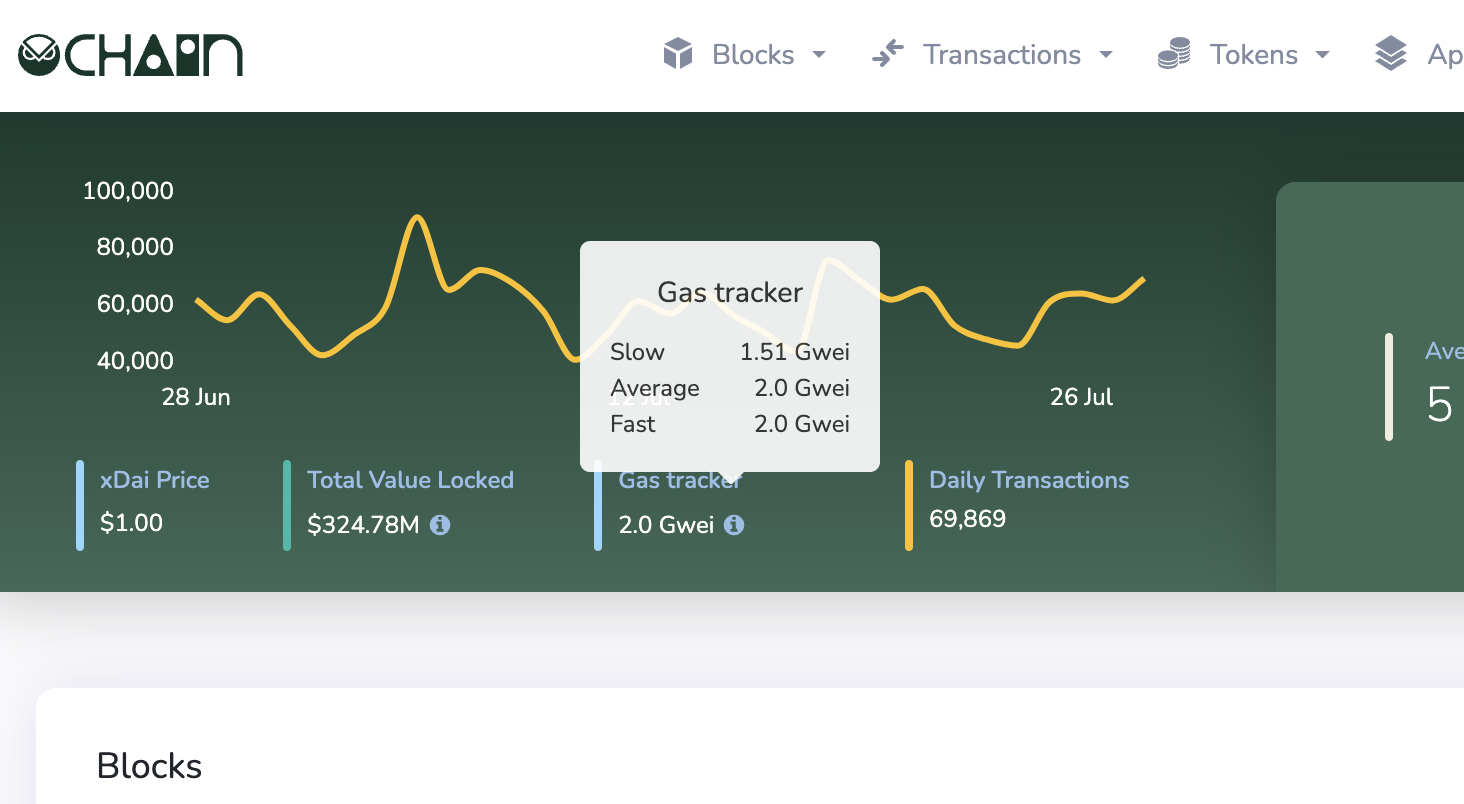 CHAIN
Blocks
Transactions
Tokens
Ap
100,000
80,000
60,000
40,000
28 Jun
12 Jul
26 Jul
Gas tracker
Slow 1.51 Gwei
Average 2.0 Gwei
Fast 2.0 Gwei
xDai Price
$1.00
Total Value Locked
$324.78M
Gas tracker
2.0 Gwei
Daily Transactions
69,869
Ave
5
Blocks